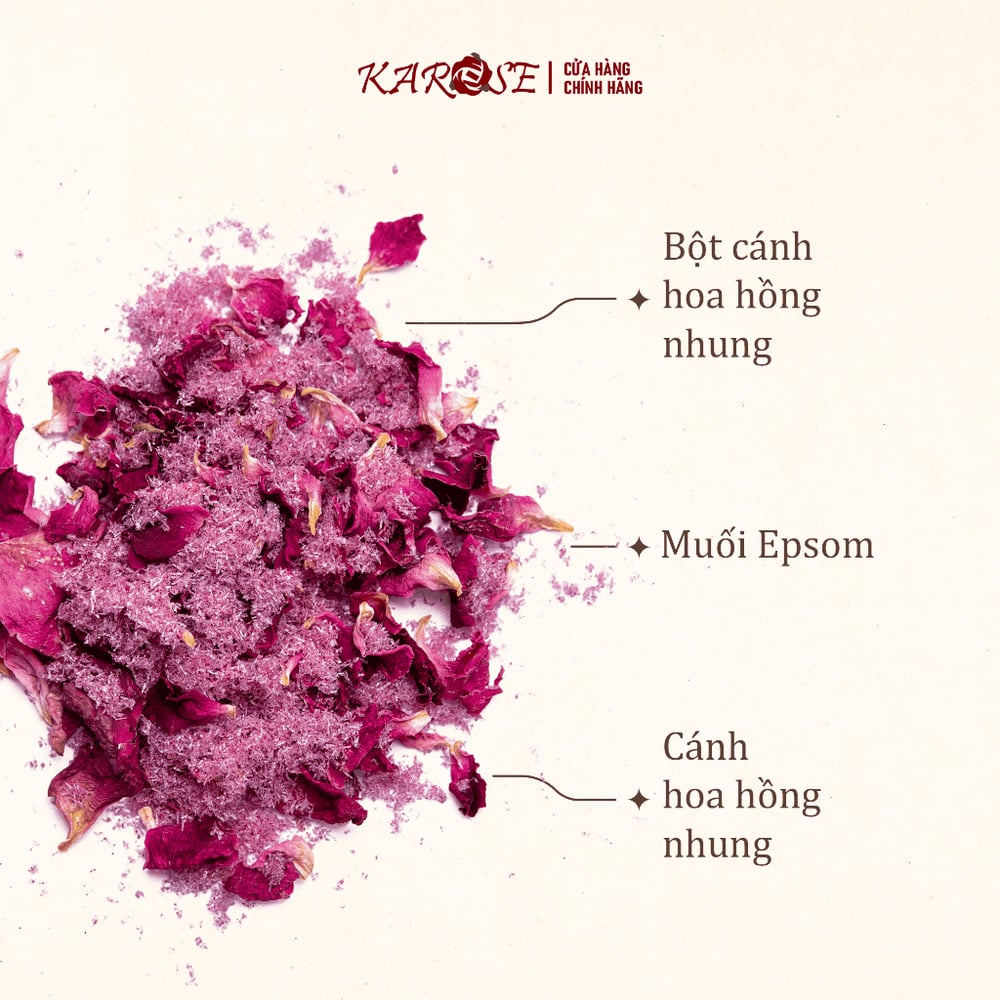 KAROSE
CỬA HÀNG
CHÍNH HÃNG
Bột cánh
hoa hồng
nhung
Muối Epsom
Cánh
hoa hồng
nhung